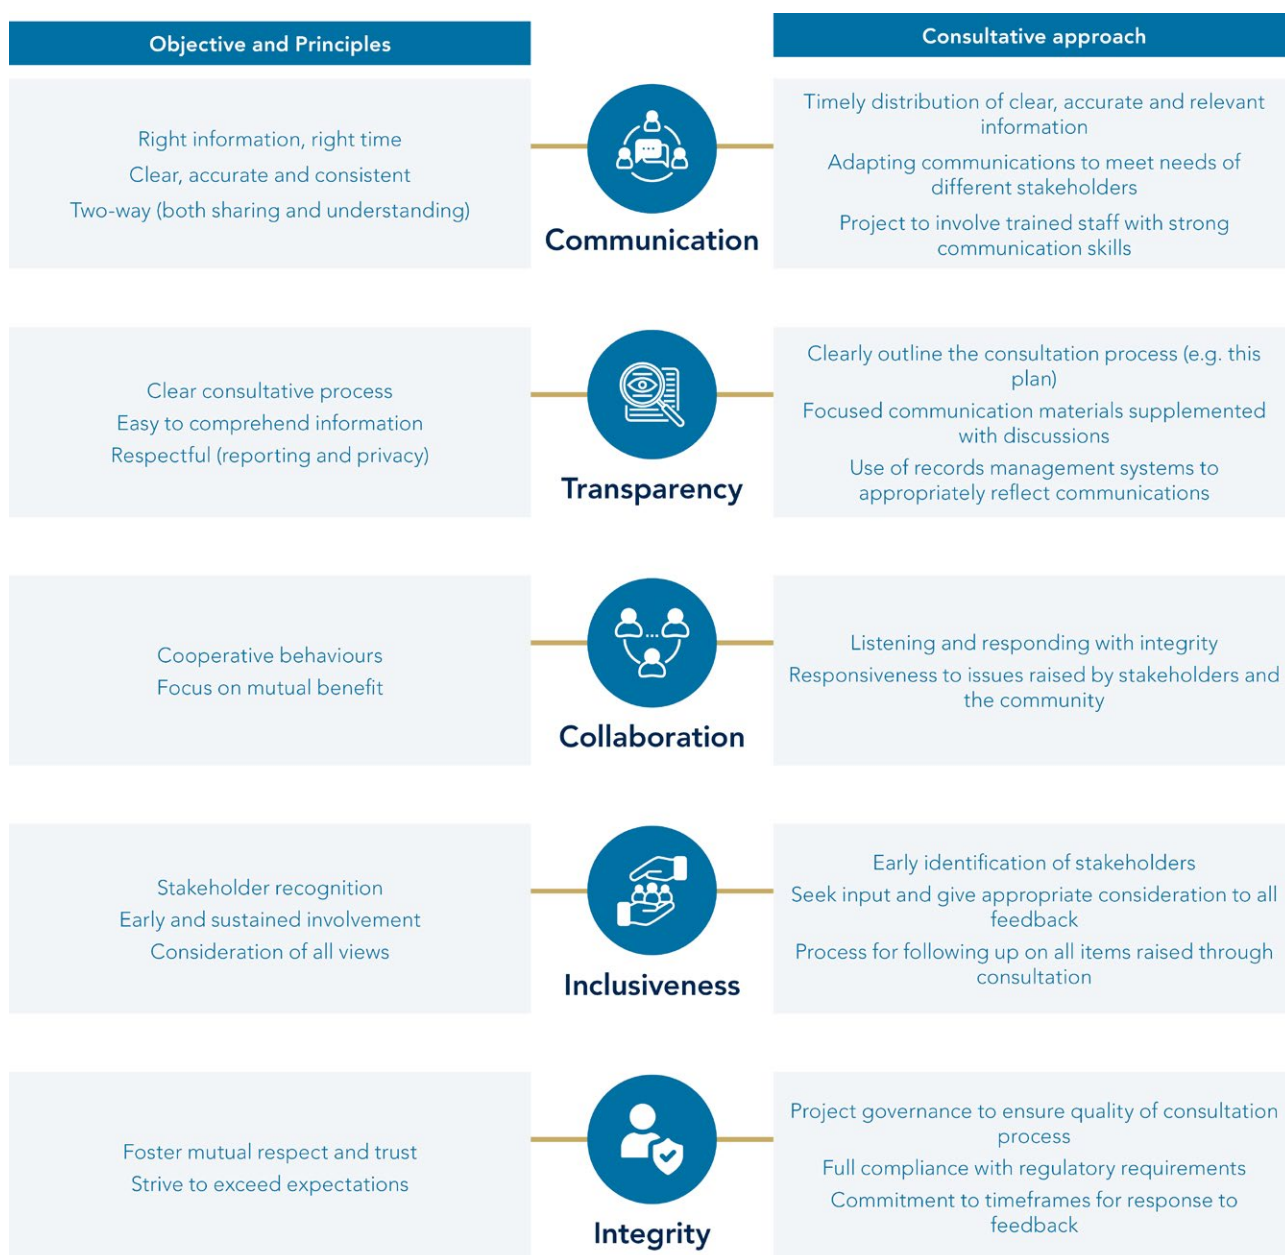 Objective and Principles
Consultative approach
Right information, right time
Clear, accurate and consistent
Two-way (both sharing and understanding)
Communication
Timely distribution of clear, accurate and relevant
information
Adapting communications to meet needs of
different stakeholders
Project to involve trained staff with strong
communication skills
Clear consultative process
Easy to comprehend information
Respectful (reporting and privacy)
Transparency
Clearly outline the consultation process (e.g. this
plan)
Focused communication materials supplemented
with discussions
Use of records management systems to
appropriately reflect communications
Cooperative behaviours
Focus on mutual benefit
Collaboration
Listening and responding with integrity
Responsiveness to issues raised by stakeholders and
the community
Stakeholder recognition
Early and sustained involvement
Consideration of all views
Inclusiveness
Early identification of stakeholders
Seek input and give appropriate consideration to all
feedback
Process for following up on all items raised through
consultation
Foster mutual respect and trust
Strive to exceed expectations
Integrity
Project governance to ensure quality of consultation
process
Full compliance with regulatory requirements
Commitment to timeframes for response to
feedback